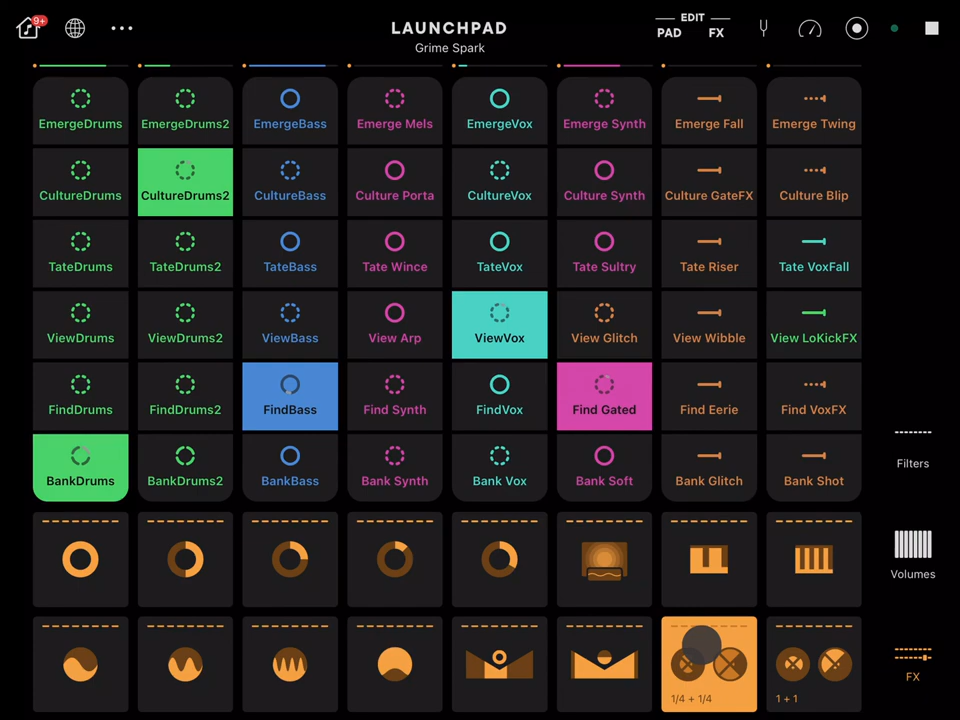 9+
LAUNCHPAD
Grime Spark
EDIT
PAD FX
EmergeDrums EmergeDrums2 EmergeBass Emerge Mels EmergeVox Emerge Synth Emerge Fall Emerge Twing
CultureDrums CultureDrums2 CultureBass Culture Porta CultureVox Culture Synth Culture GateFX Culture Blip
TateDrums TateDrums2 TateBass Tate Wince TateVox Tate Sultry Tate Riser Tate VoxFall
ViewDrums ViewDrums2 ViewBass View Arp ViewVox View Glitch View Wibble View LoKickFX
FindDrums FindDrums2 FindBass Find Synth FindVox Find Gated Find Eerie Find VoxFX
Filters
BankDrums BankDrums2 BankBass Bank Synth Bank Vox Bank Soft Bank Glitch Bank Shot
Volumes
FX
1/4 + 1/4 1 + 1